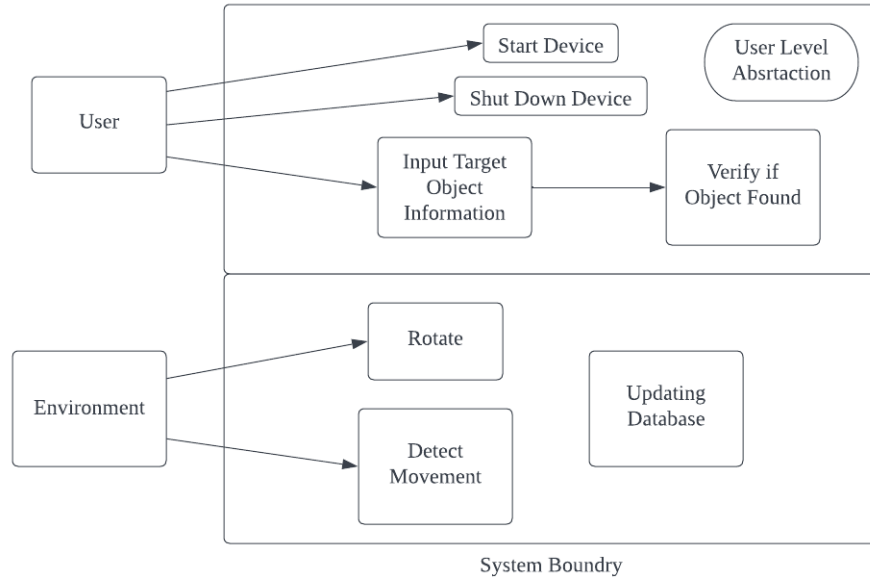 Start Device
User Level
Absrtaction
Shut Down Device
User
Input Target
Object
Information
Verify if
Object Found
Rotate
Environment
Updating
Database
Detect
Movement
System Boundry